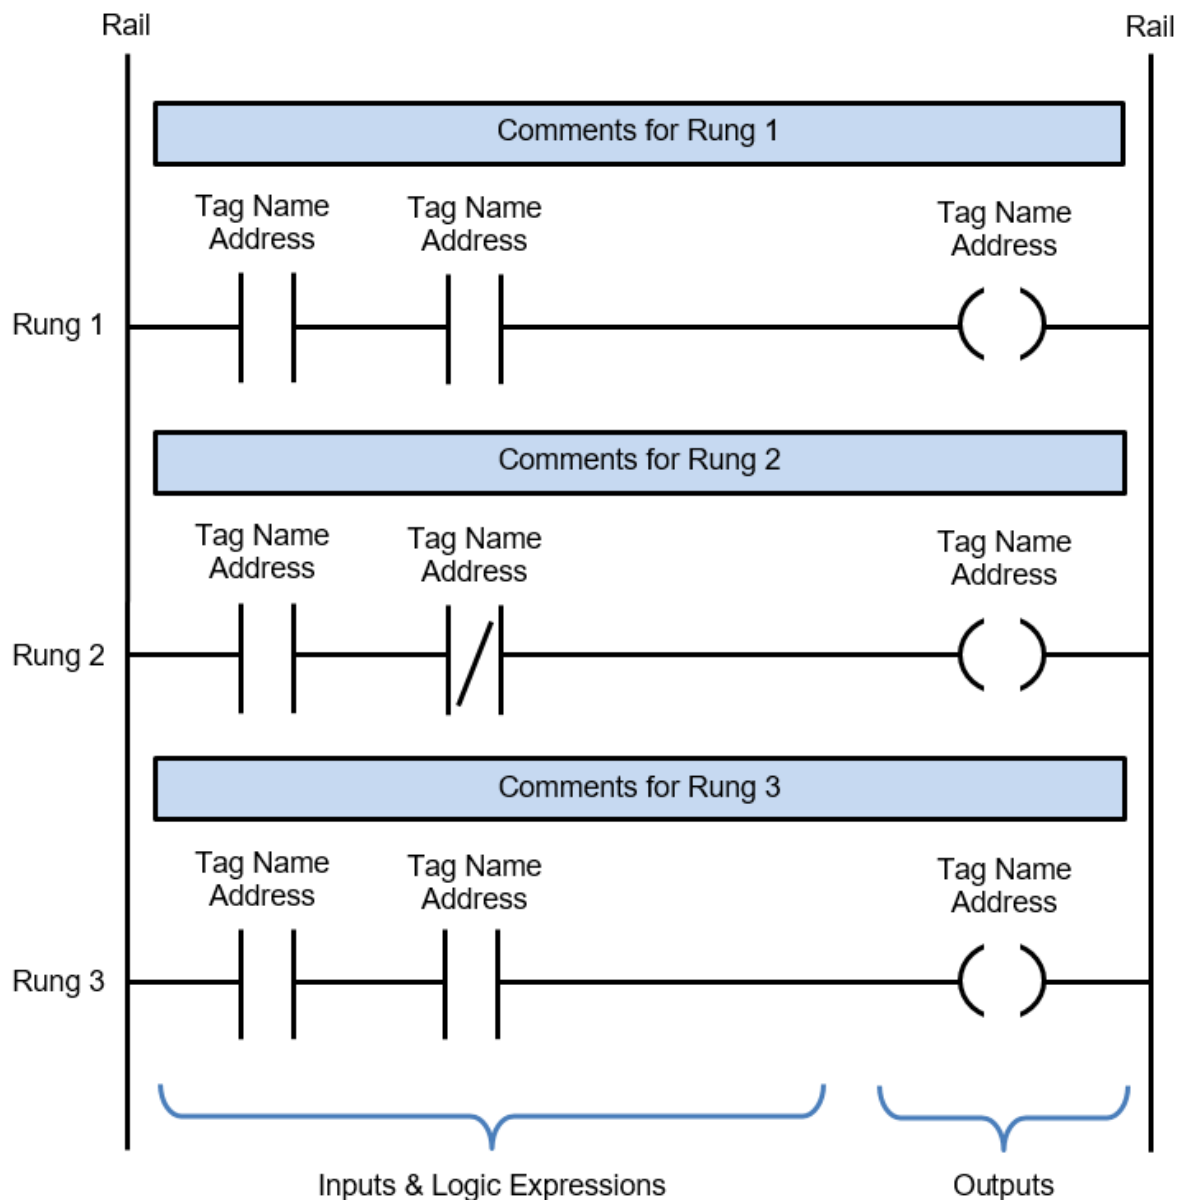 Rail
Rail
Comments for Rung 1
Tag Name
Address
Tag Name
Address
Tag Name
Address
Rung 1
Comments for Rung 2
Tag Name
Address
Tag Name
Address
Tag Name
Address
Rung 2
Comments for Rung 3
Tag Name
Address
Tag Name
Address
Tag Name
Address
Rung 3
Inputs & Logic Expressions
Outputs